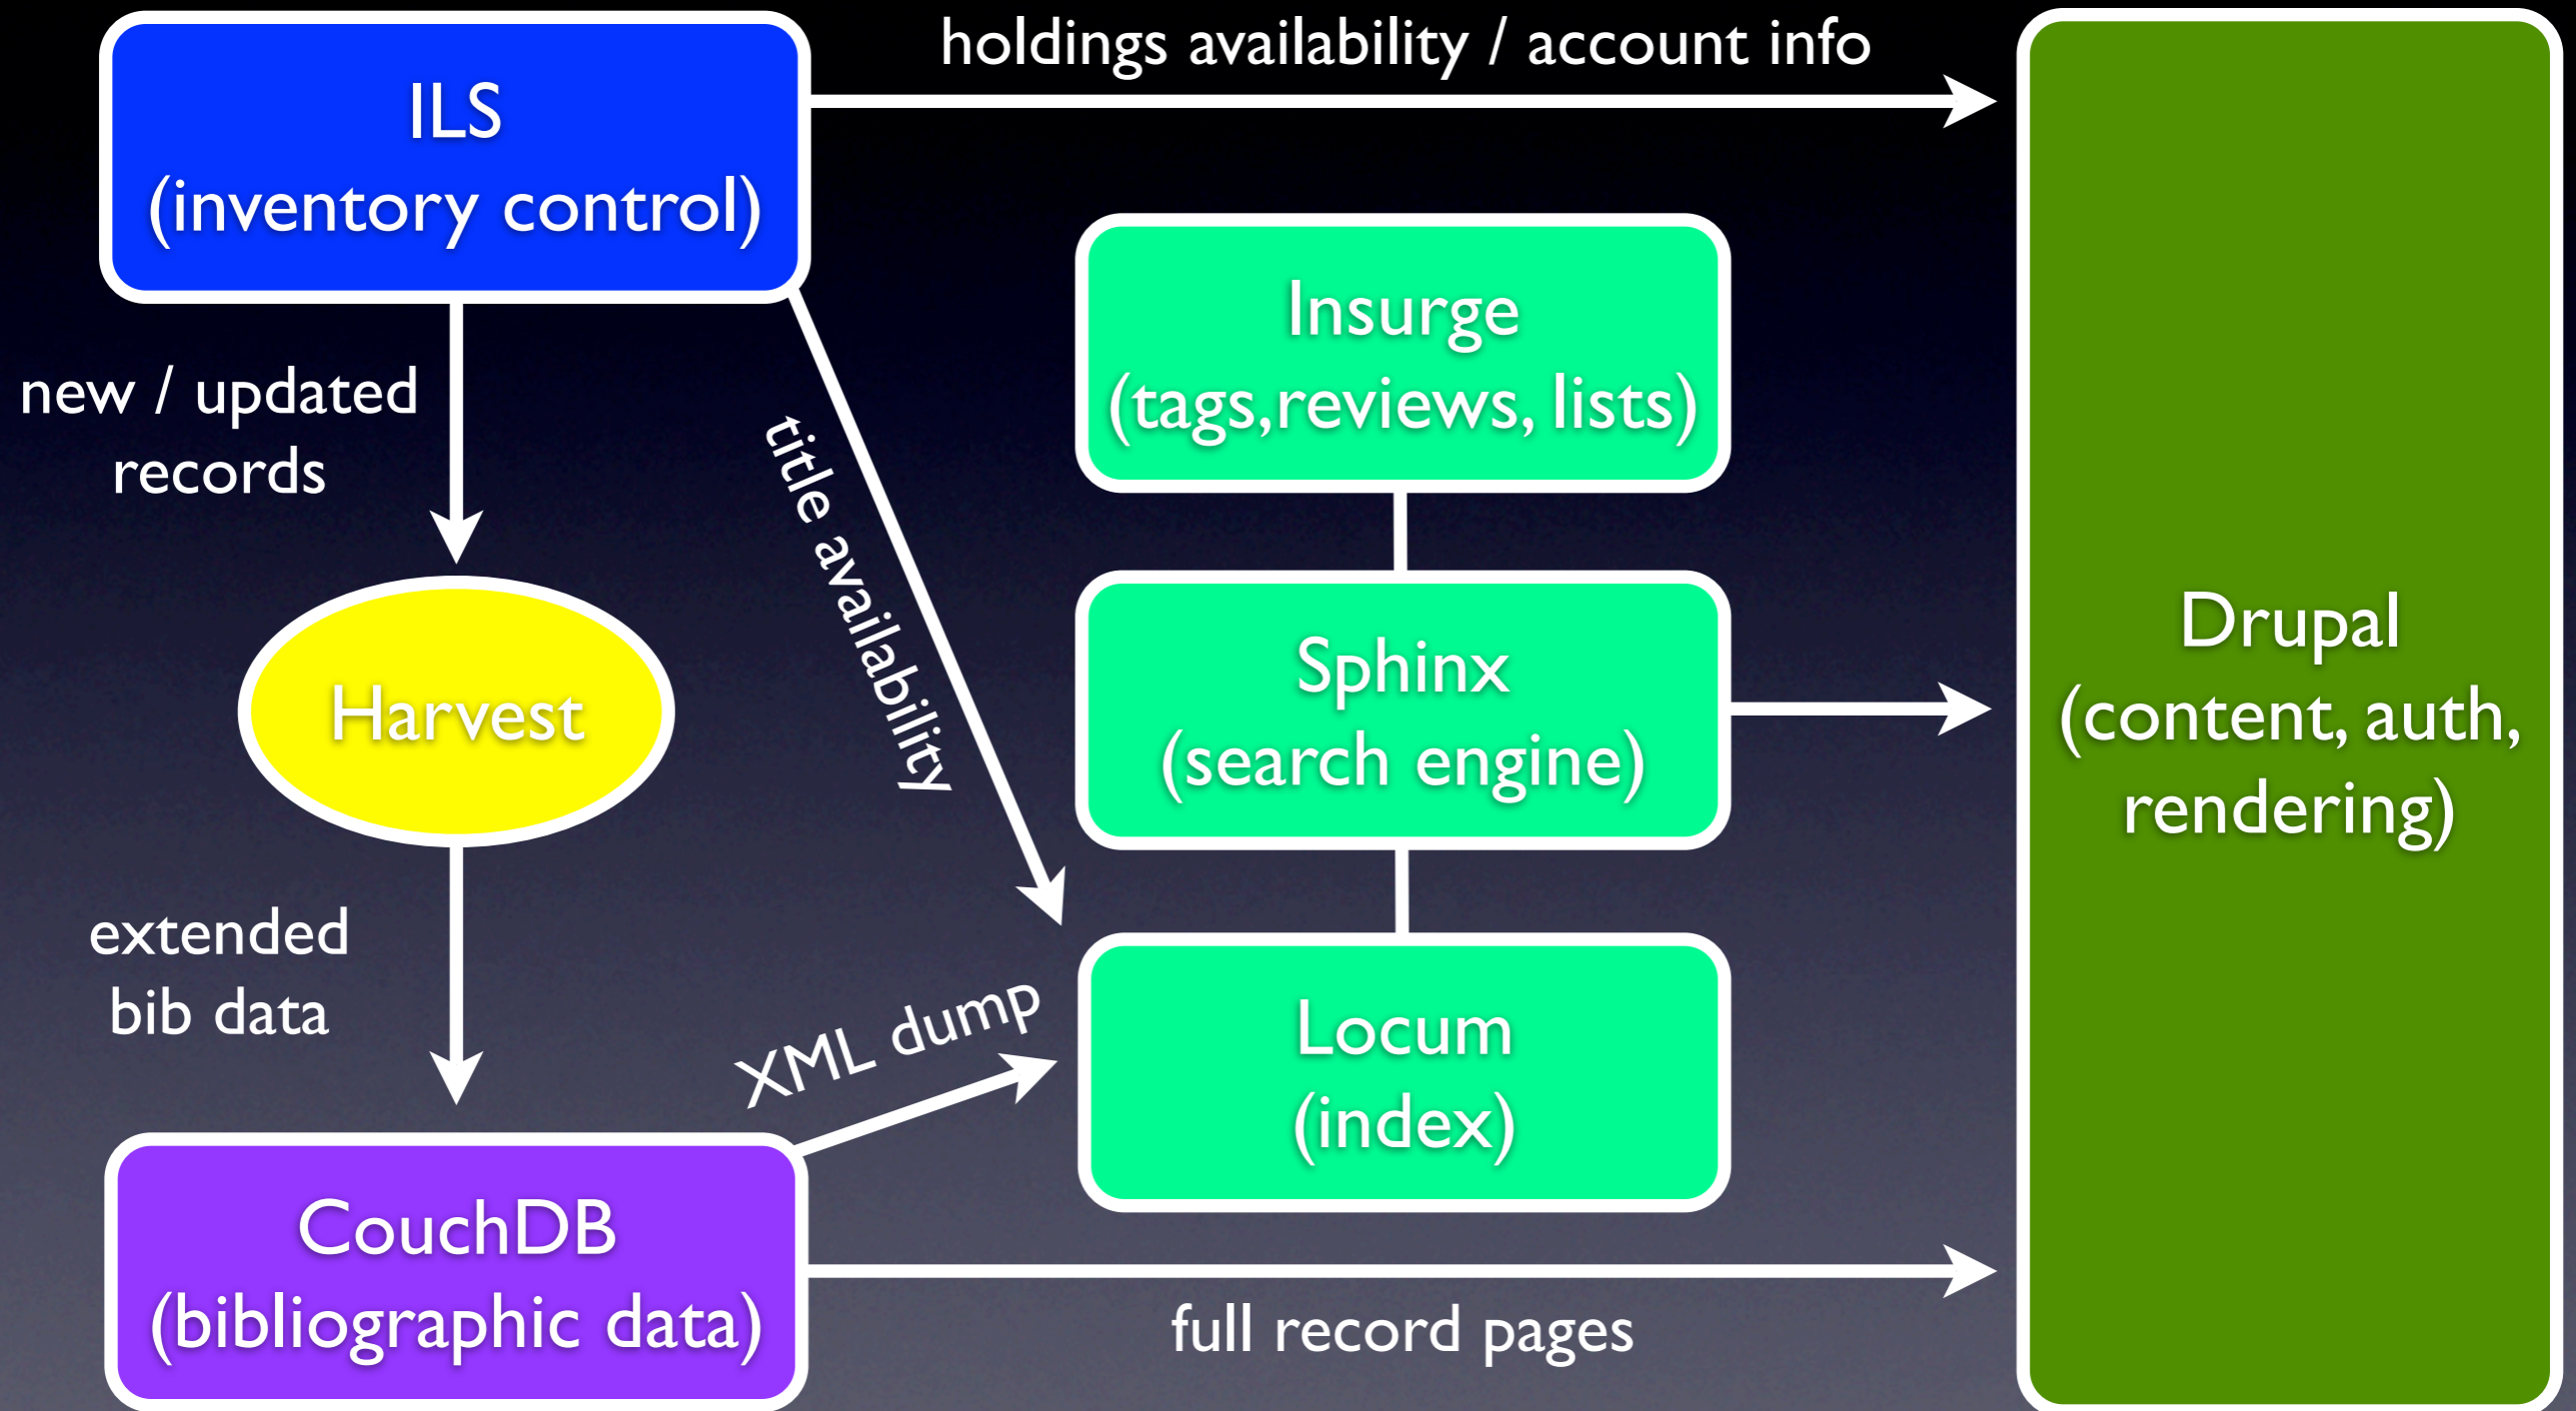 ILS
(inventory control)
holdings availability / account info
new / updated
records
title availability
Insurge
(tags,reviews, lists)
Harvest
Sphinx
(search engine)
Drupal
(content, auth,
rendering)
extended
bib data
XML dump
Locum
(index)
CouchDB
(bibliographic data)
full record pages